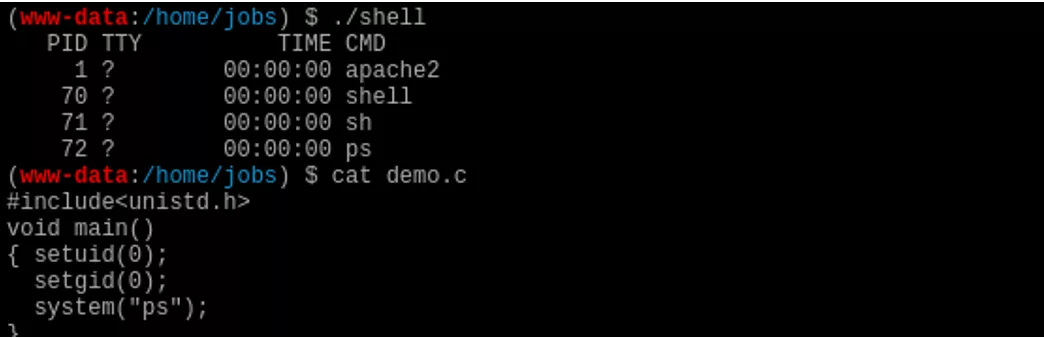 (www-data:/home/jobs) $ ./shell
   PID TTY          TIME CMD
     1 ?        00:00:00 apache2
    70 ?        00:00:00 shell
    71 ?        00:00:00 sh
    72 ?        00:00:00 ps
(www-data:/home/jobs) $ cat demo.c
#include<unistd.h>
void main()
{ setuid(0);
  setgid(0);
  system("ps");
}